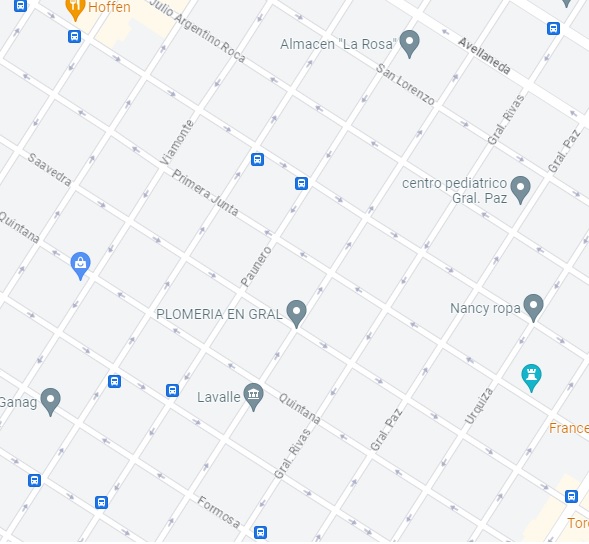 Hoffen
Julio Argentino Roca
Almacen "La Rosa"
Avellaneda
San Lorenzo
Gral. Rivas
Gral. Paz
Viamonte
Saavedra
Primera Junta
centro pediatrico
Gral. Paz
Quintana
Paunero
PLOMERIA EN GRAL
Nancy ropa
Ganag
Lavalle
Quintana
Gral. Rivas
Gral. Paz
Urquiza
France
Formosa
Tor